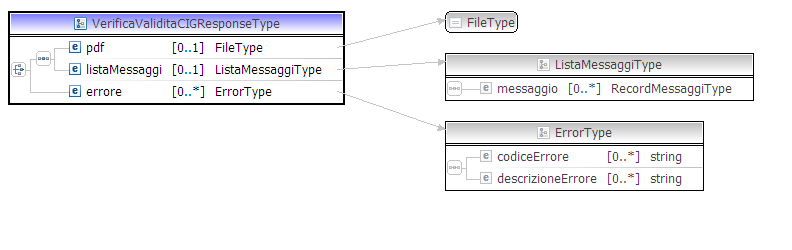 VerificaValiditaCIGResponseType
pdf [0..1] FileType
listaMessaggi [0..1] ListaMessaggiType
errore [0..*] ErrorType
FileType
ListaMessaggiType
messaggio [0..*] RecordMessaggiType
ErrorType
codiceErrore [0..*] string
descrizioneErrore [0..*] string